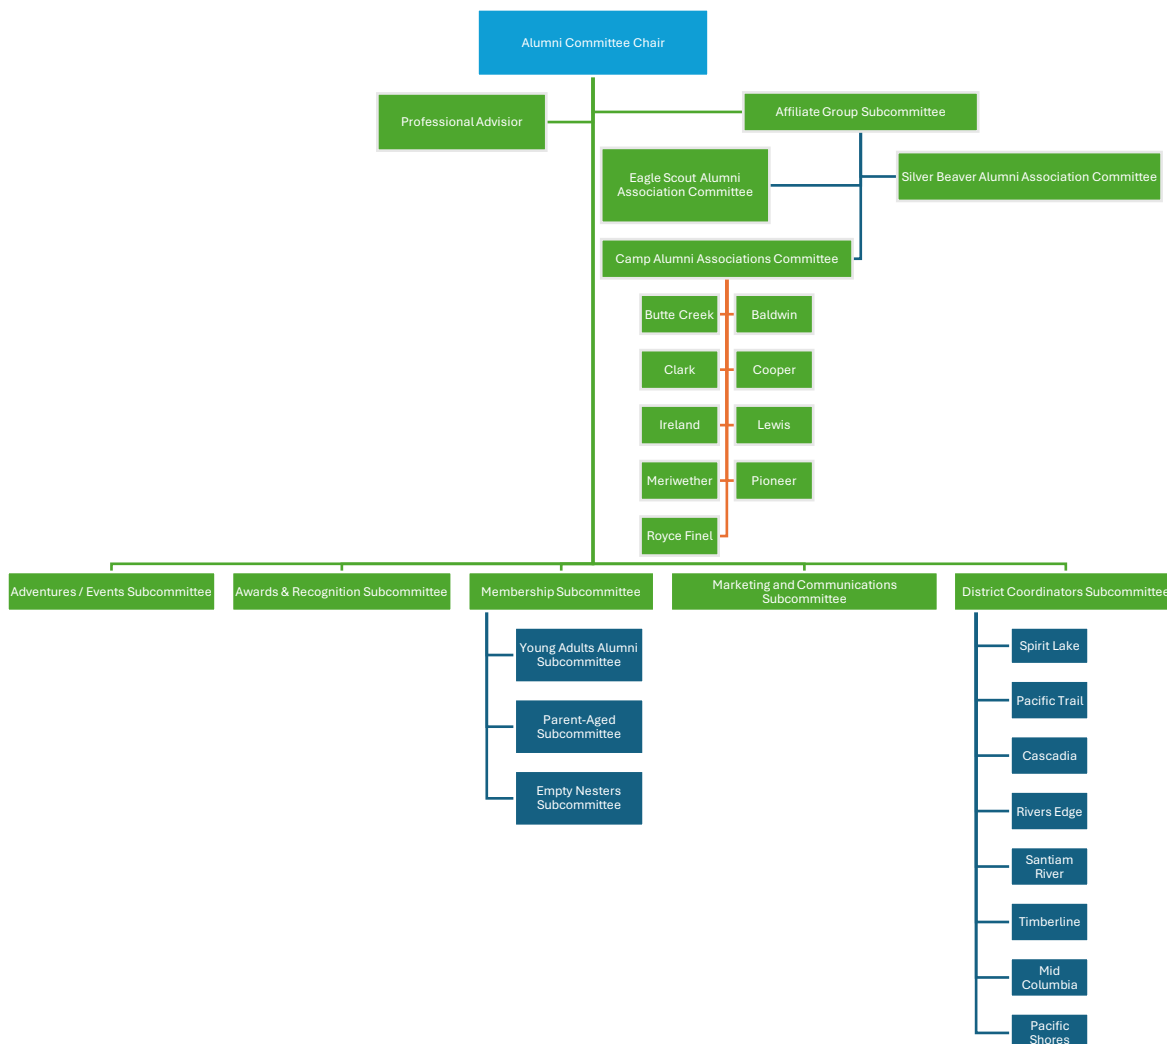 Alumni Committee Chair
Professional Advisior
Affiliate Group Subcommittee
Eagle Scout Alumni
Association Committee
Silver Beaver Alumni Association Committee
Camp Alumni Associations Committee
Butte Creek
Baldwin
Clark
Cooper
Ireland
Lewis
Meriwether
Pioneer
Royce Finel
Adventures / Events Subcommittee
Awards & Recognition Subcommittee
Membership Subcommittee
Young Adults Alumni
Subcommittee
Parent-Aged
Subcommittee
Empty Nesters
Subcommittee
Marketing and Communications
Subcommittee
District Coordinators Subcommittee
Spirit Lake
Pacific Trail
Cascadia
Rivers Edge
Santiam
River
Timberline
Mid
Columbia
Pacific
Shores